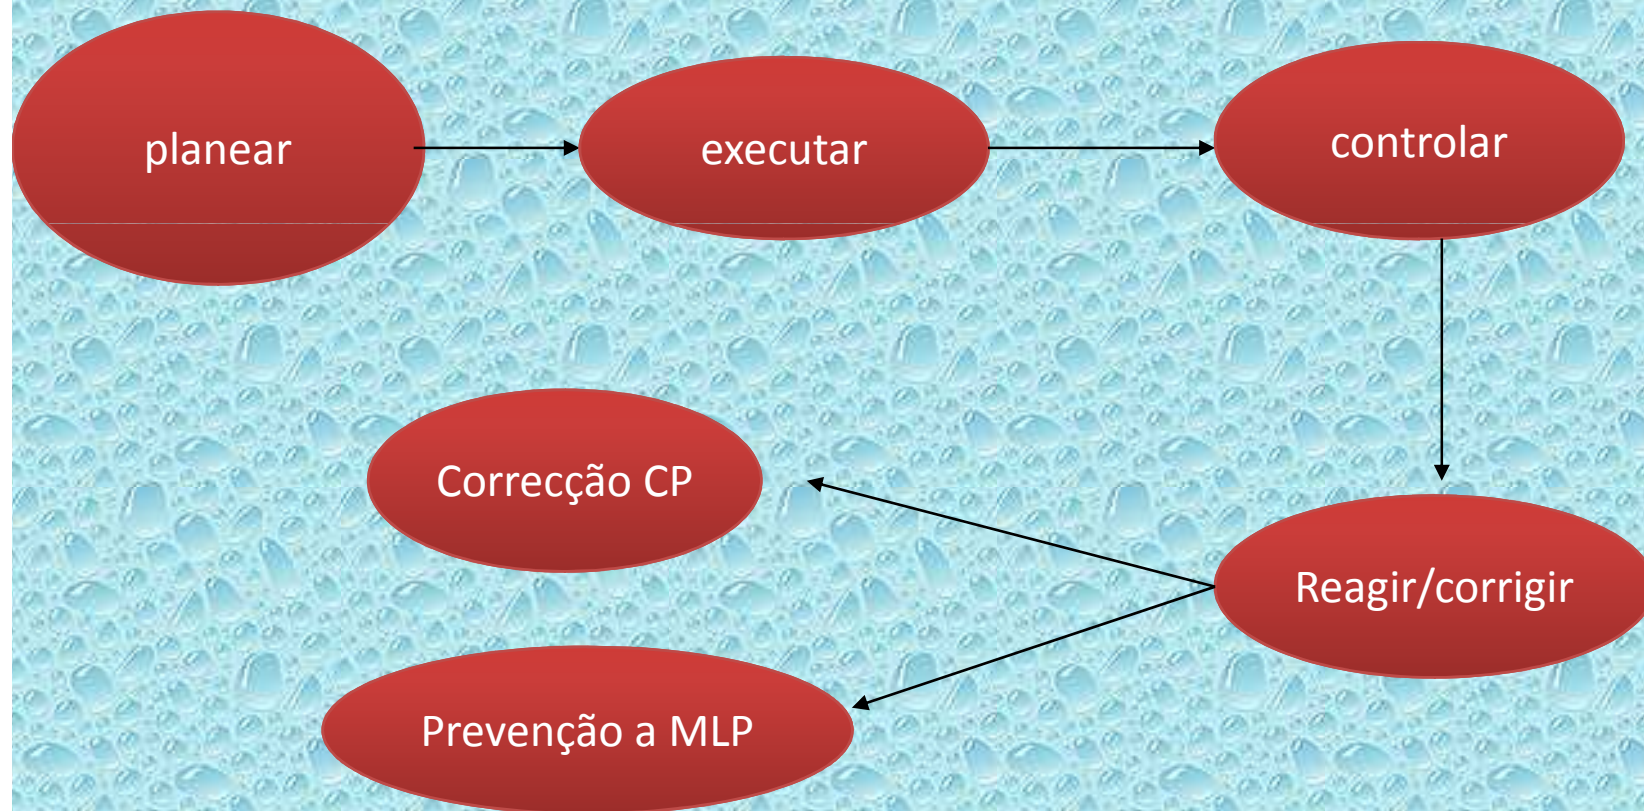 planear
executar
controlar
Correcção CP
Reagir/corrigir
Prevenção a MLP